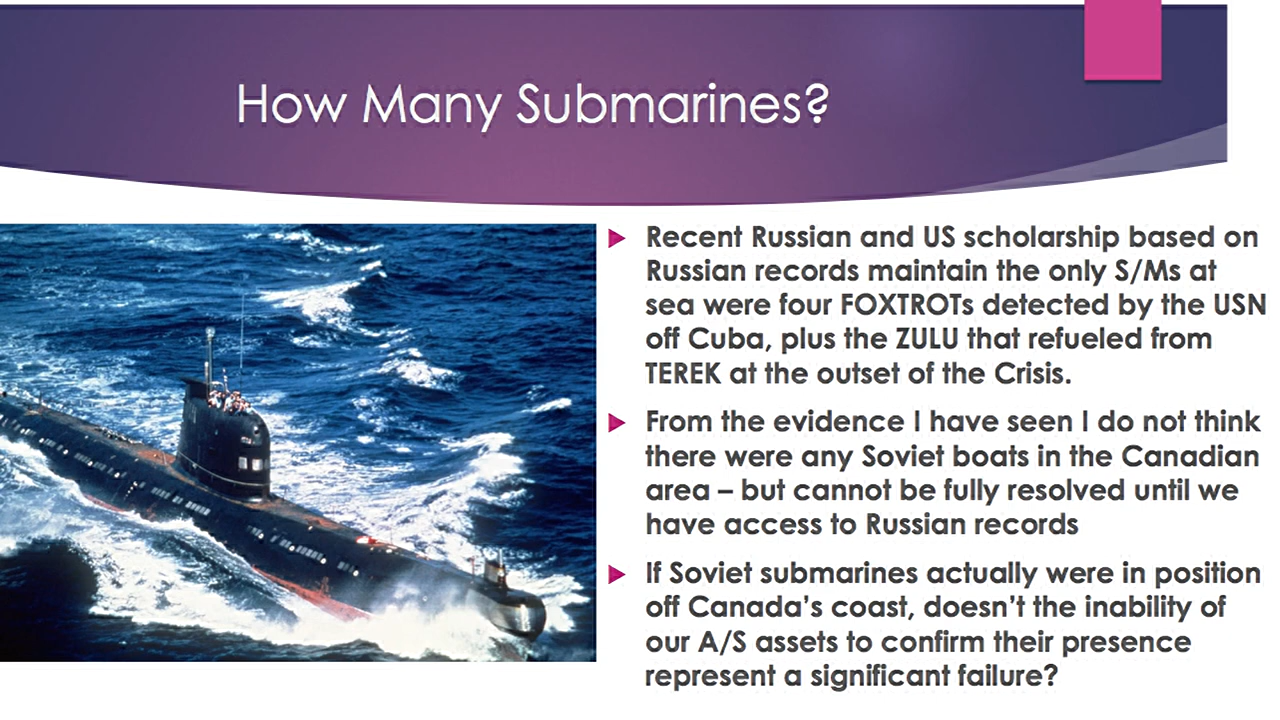 How Many Submarines?
Recent Russian and US scholarship based on
Russian records maintain the only S/Ms at
sea were four FOXTROTs detected by the USN
off Cuba, plus the ZULU that refueled from
TEREK at the outset of the Crisis.
From the evidence I have seen I do not think
there were any Soviet boats in the Canadian
area – but cannot be fully resolved until we
have access to Russian records
If Soviet submarines actually were in position
off Canada’s coast, doesn’t the inability of
our A/S assets to confirm their presence
represent a significant failure?